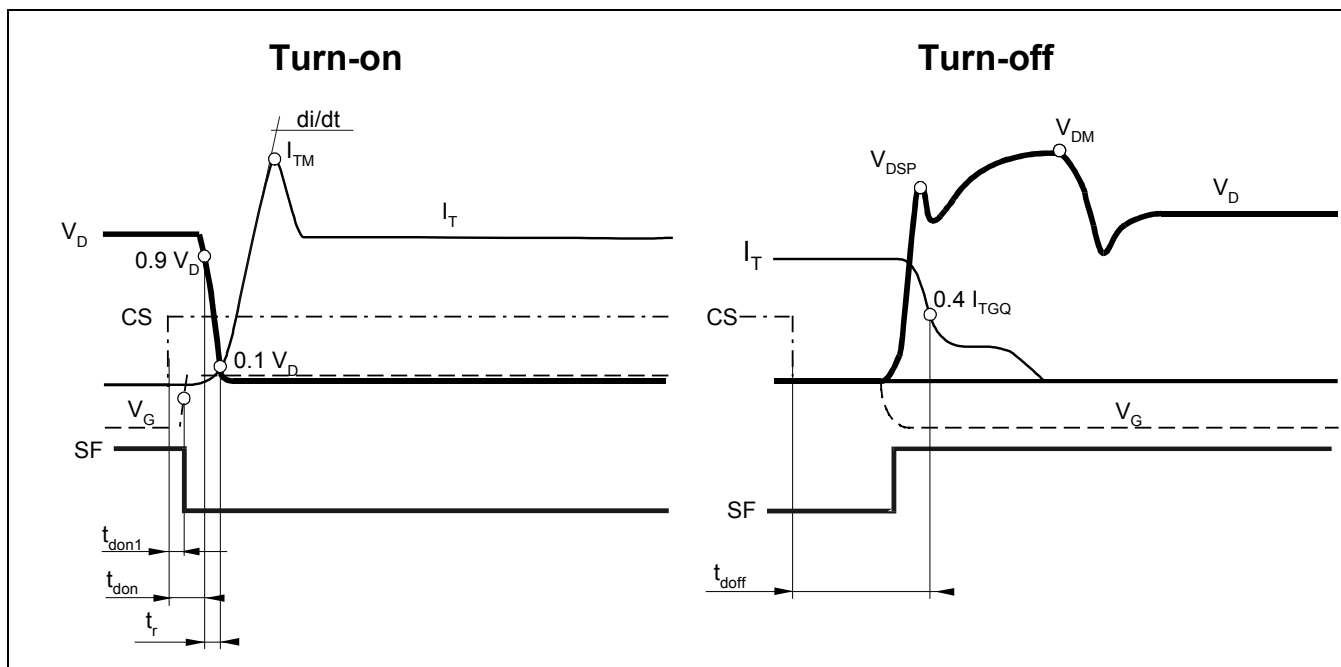 Turn-on
di/dt
I_TM
V_D
I_T
0.9 V_D
CS
0.1 V_D
V_G
SF
t_don1
t_don
t_r
Turn-off
V_DM
V_DSP
V_D
I_T
0.4 I_TGQ
CS
V_G
SF
t_doff